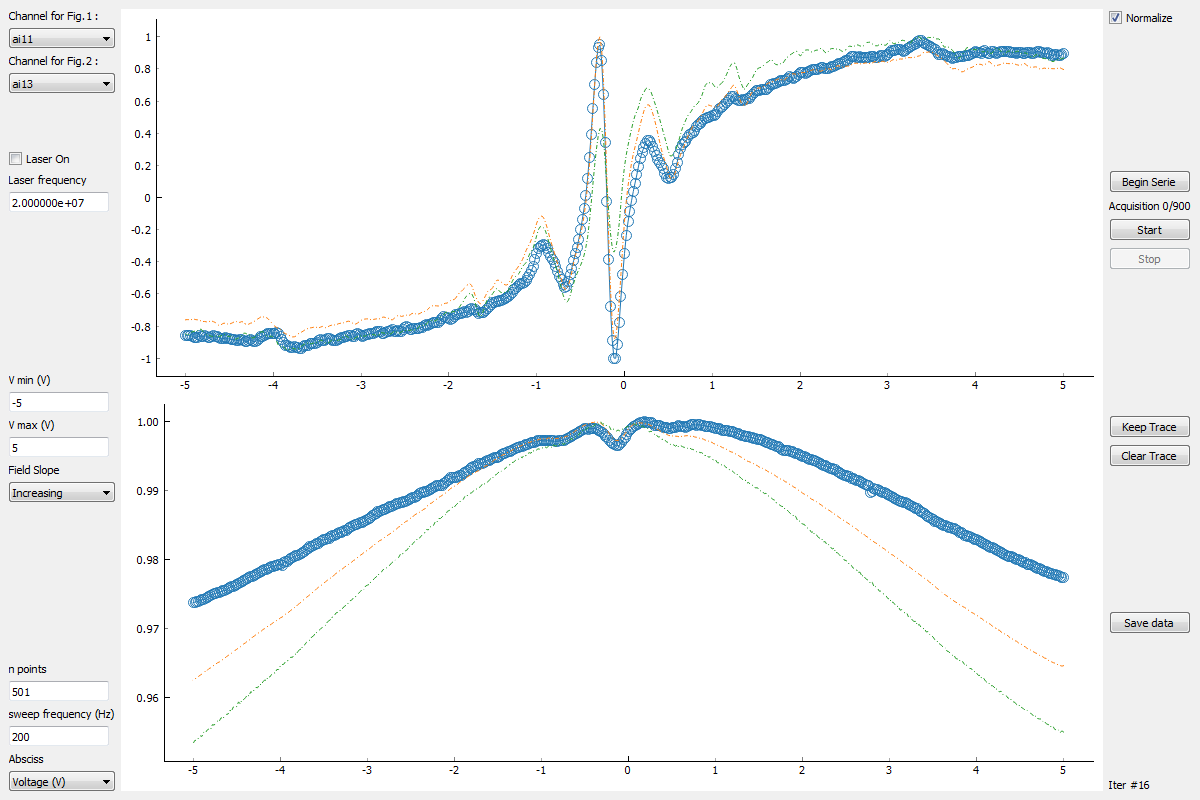 Channel for Fig.1 :
ai11
Channel for Fig.2 :
ai13
Laser On
Laser frequency
2.000000e+07
V min (V)
-5
V max (V)
5
Field Slope
Increasing
n points
501
sweep frequency (Hz)
200
Absciss
Voltage (V)
1
0.8
0.6
0.4
0.2
0
-0.2
-0.4
-0.6
-0.8
-1
-5 -4 -3 -2 -1 0 1 2 3 4 5
1.00
0.99
0.98
0.97
0.96
-5 -4 -3 -2 -1 0 1 2 3 4 5
Normalize
Begin Serie
Acquisition 0/900
Start
Stop
Keep Trace
Clear Trace
Save data
Iter #16